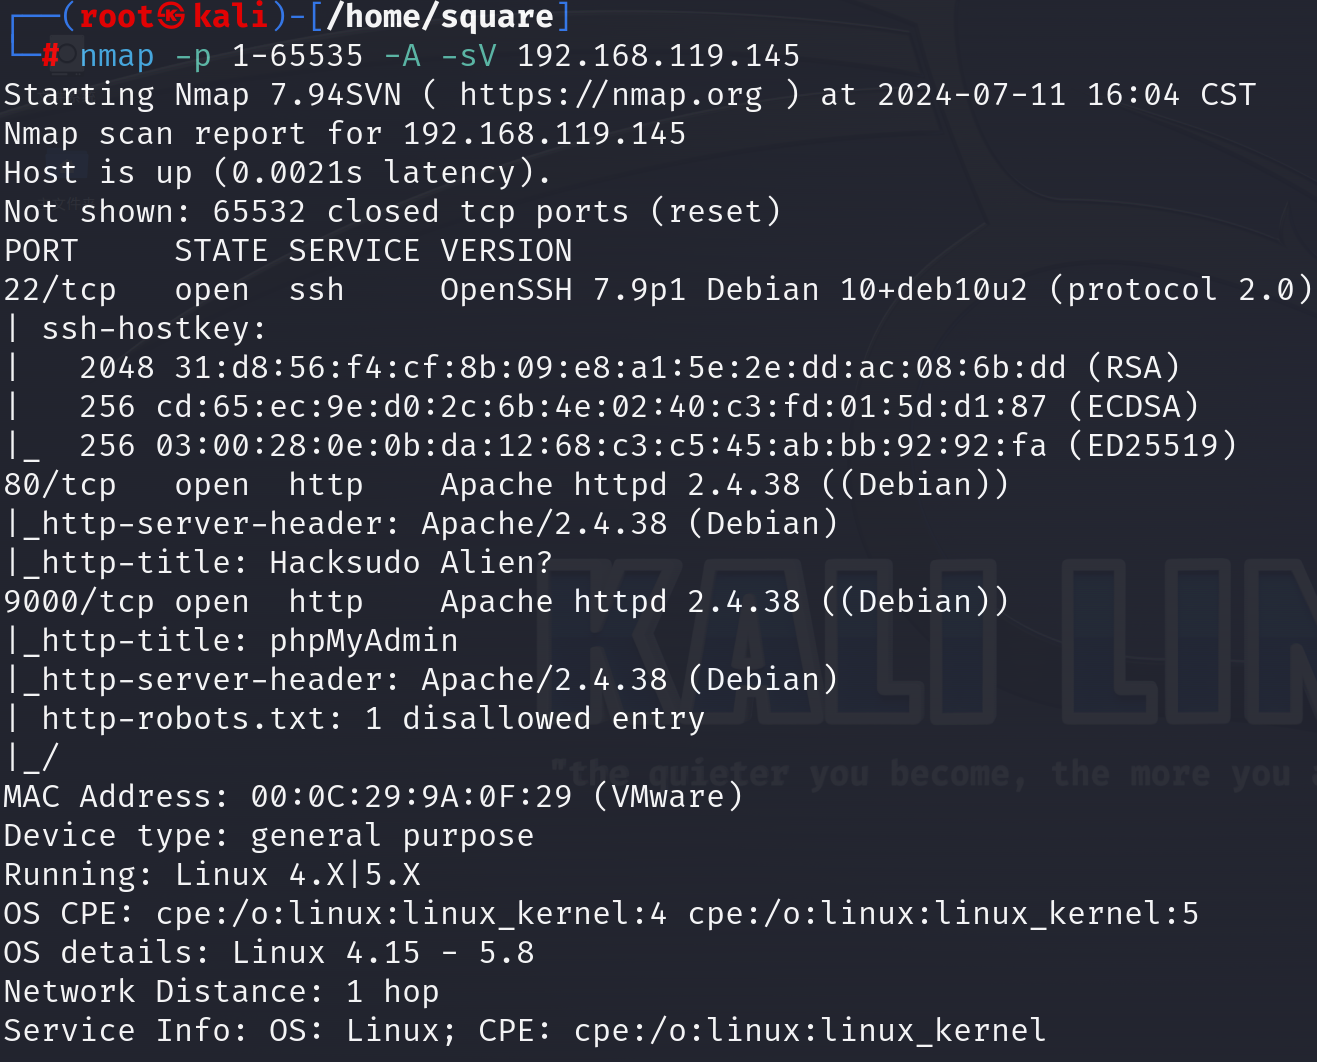 ┌──(root㉿kali)-[/home/square]
└─# nmap -p 1-65535 -A -sV 192.168.119.145
Starting Nmap 7.94SVN ( https://nmap.org ) at 2024-07-11 16:04 CST
Nmap scan report for 192.168.119.145
Host is up (0.0021s latency).
Not shown: 65532 closed tcp ports (reset)
PORT     STATE SERVICE VERSION
22/tcp   open  ssh     OpenSSH 7.9p1 Debian 10+deb10u2 (protocol 2.0)
| ssh-hostkey:
|   2048 31:d8:56:f4:cf:8b:09:e8:a1:5e:2e:dd:ac:08:6b:dd (RSA)
|   256 cd:65:ec:9e:d0:2c:6b:4e:02:40:c3:fd:01:5d:d1:87 (ECDSA)
|_  256 03:00:28:0e:0b:da:12:68:c3:c5:45:ab:bb:92:92:fa (ED25519)
80/tcp   open  http    Apache httpd 2.4.38 ((Debian))
|_http-server-header: Apache/2.4.38 (Debian)
|_http-title: Hacksudo Alien?
9000/tcp open  http    Apache httpd 2.4.38 ((Debian))
|_http-title: phpMyAdmin
|_http-server-header: Apache/2.4.38 (Debian)
| http-robots.txt: 1 disallowed entry
|_/
MAC Address: 00:0C:29:9A:0F:29 (VMware)
Device type: general purpose
Running: Linux 4.X|5.X
OS CPE: cpe:/o:linux:linux_kernel:4 cpe:/o:linux:linux_kernel:5
OS details: Linux 4.15 - 5.8
Network Distance: 1 hop
Service Info: OS: Linux; CPE: cpe:/o:linux:linux_kernel
KALI LIN
"the quieter you become, the more you a